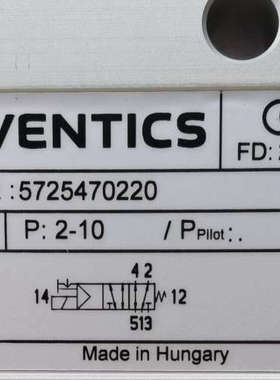 VENTICS
FD:
: 5725470220
P: 2-10 / PPilot:.
4 2
14 12
513
Made in Hungary